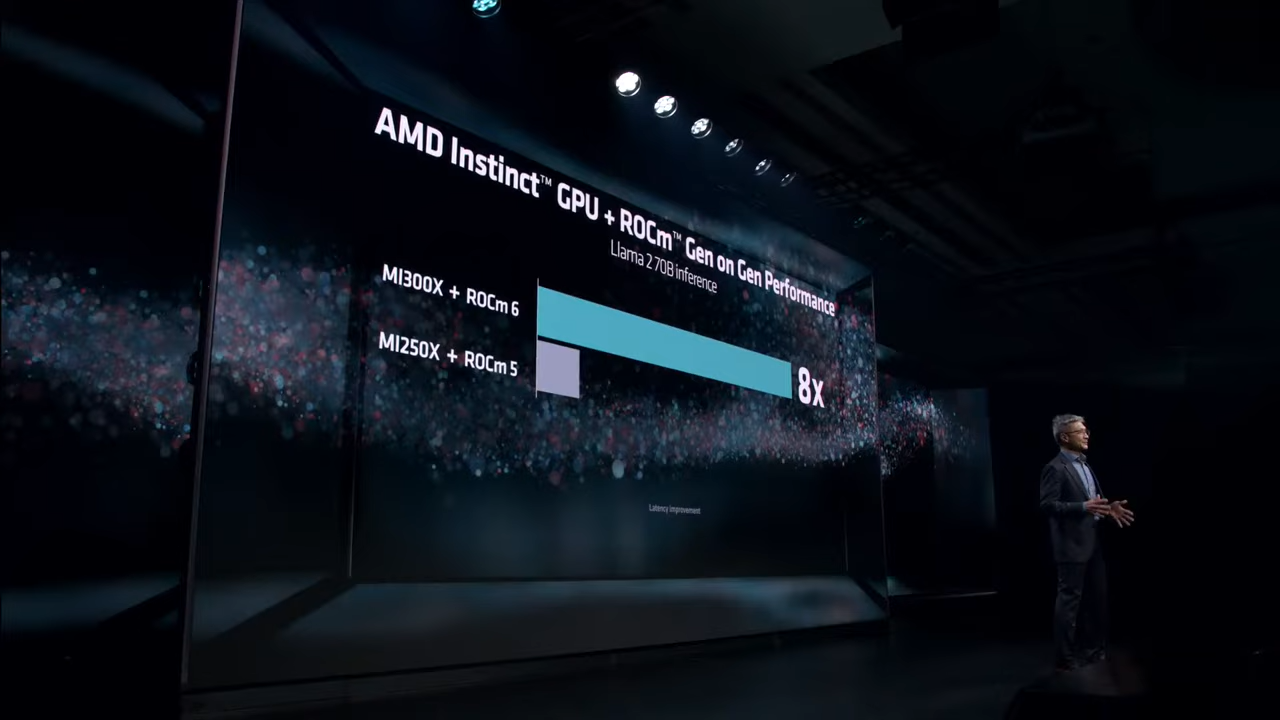 AMD Instinct™ GPU + ROCm™ Gen on Gen Performance
Llama 2 70B inference
MI300X + ROCm 6
MI250X + ROCm 5
8x
Latency improvement